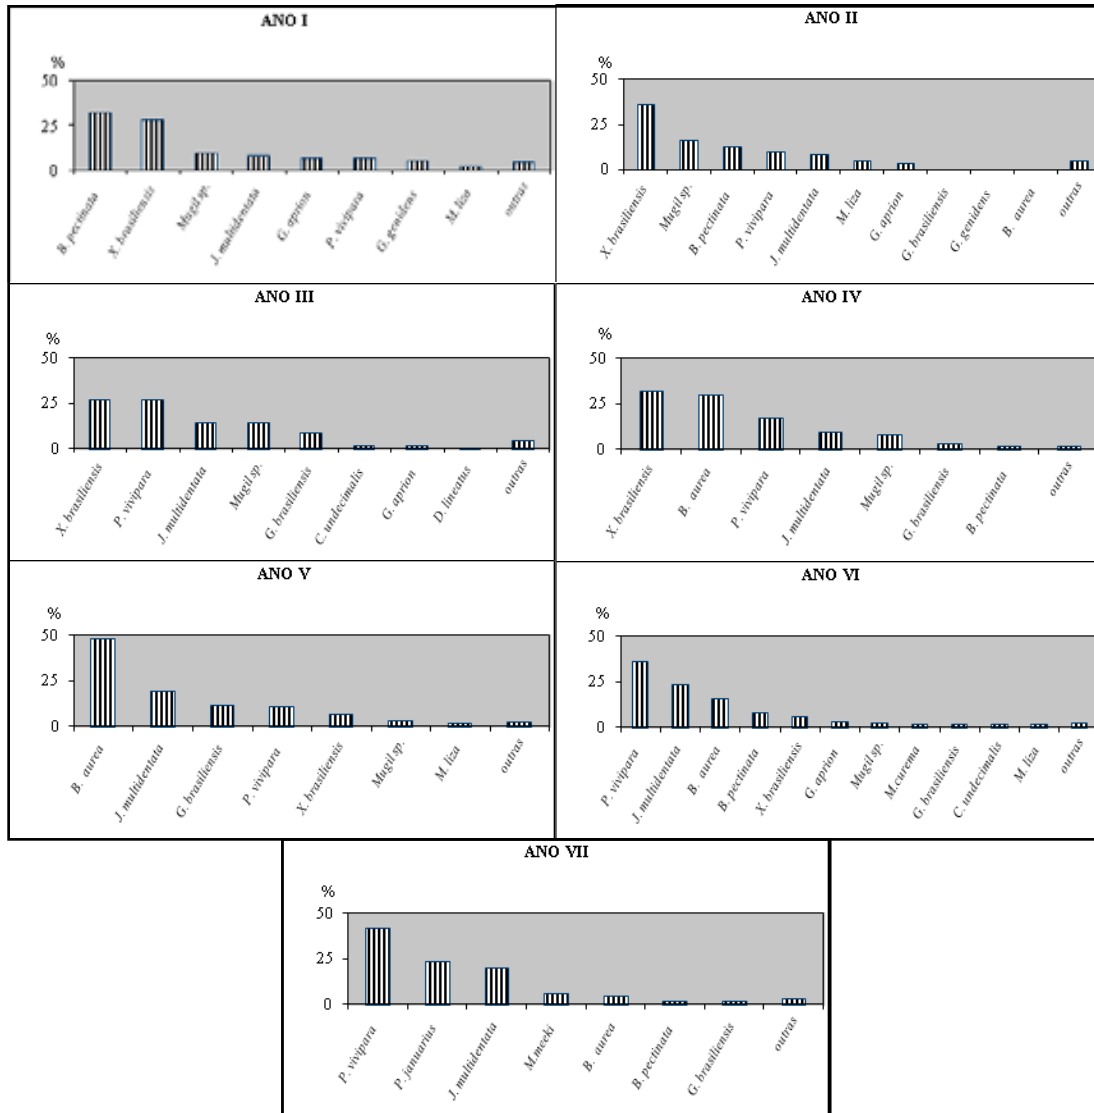 ANO I
%
50
25
0
B. pectinata
X. brasiliensis
Mugil sp.
J. multidentata
G. aprion
P. vivipara
G. genidens
M. liza
outras
ANO II
%
50
25
0
X. brasiliensis
Mugil sp.
B. pectinata
P. vivipara
J. multidentata
M. liza
G. aprion
G. brasiliensis
G. genidens
B. aurea
outras
ANO III
%
50
25
0
X. brasiliensis
P. vivipara
J. multidentata
Mugil sp.
G. brasiliensis
C. undecimalis
G. aprion
D. lineatus
outras
ANO IV
%
50
25
0
X. brasiliensis
B. aurea
P. vivipara
J. multidentata
Mugil sp.
G. brasiliensis
B. pectinata
outras
ANO V
%
50
25
0
B. aurea
J. multidentata
G. brasiliensis
P. vivipara
X. brasiliensis
Mugil sp.
M. liza
outras
ANO VI
%
50
25
0
P. vivipara
J. multidentata
B. aurea
B. pectinata
X. brasiliensis
G. aprion
Mugil sp.
M.curema
G. brasiliensis
C. undecimalis
M. liza
outras
ANO VII
%
50
25
0
P. vivipara
P. januarius
J. multidentata
M.meeki
B. aurea
B. pectinata
G. brasiliensis
outras